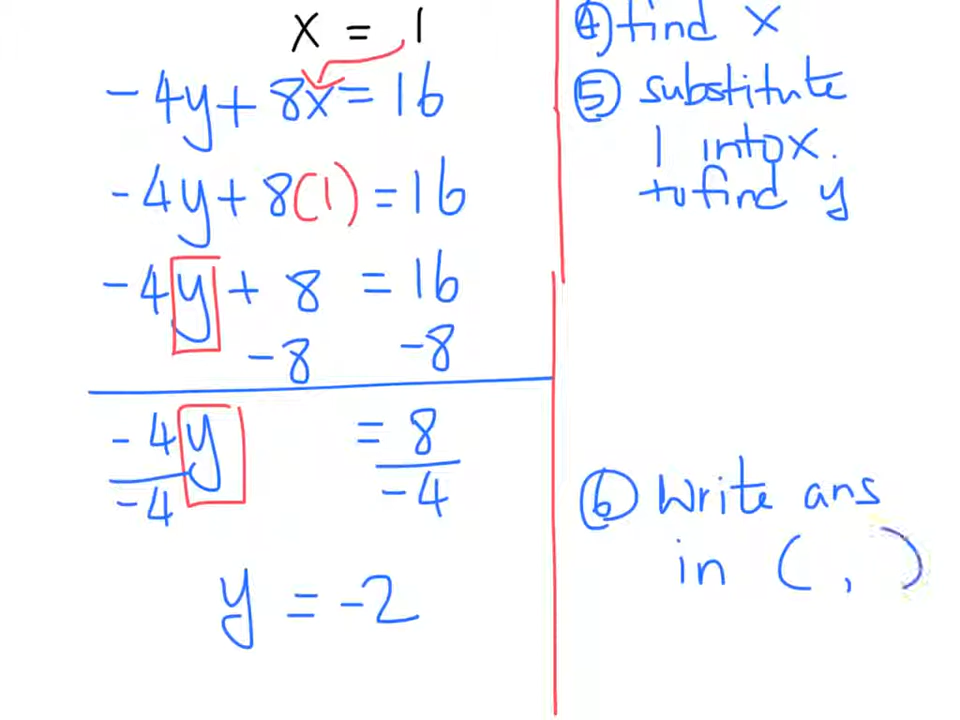 x = 1
-4y + 8x = 16
-4y + 8(1) = 16
-4y + 8 = 16
-8 -8
-4y = 8
-4 -4
y = -2
④ find x
⑤ substitute
1 into x.
to find y
⑥ Write ans
in ( , )